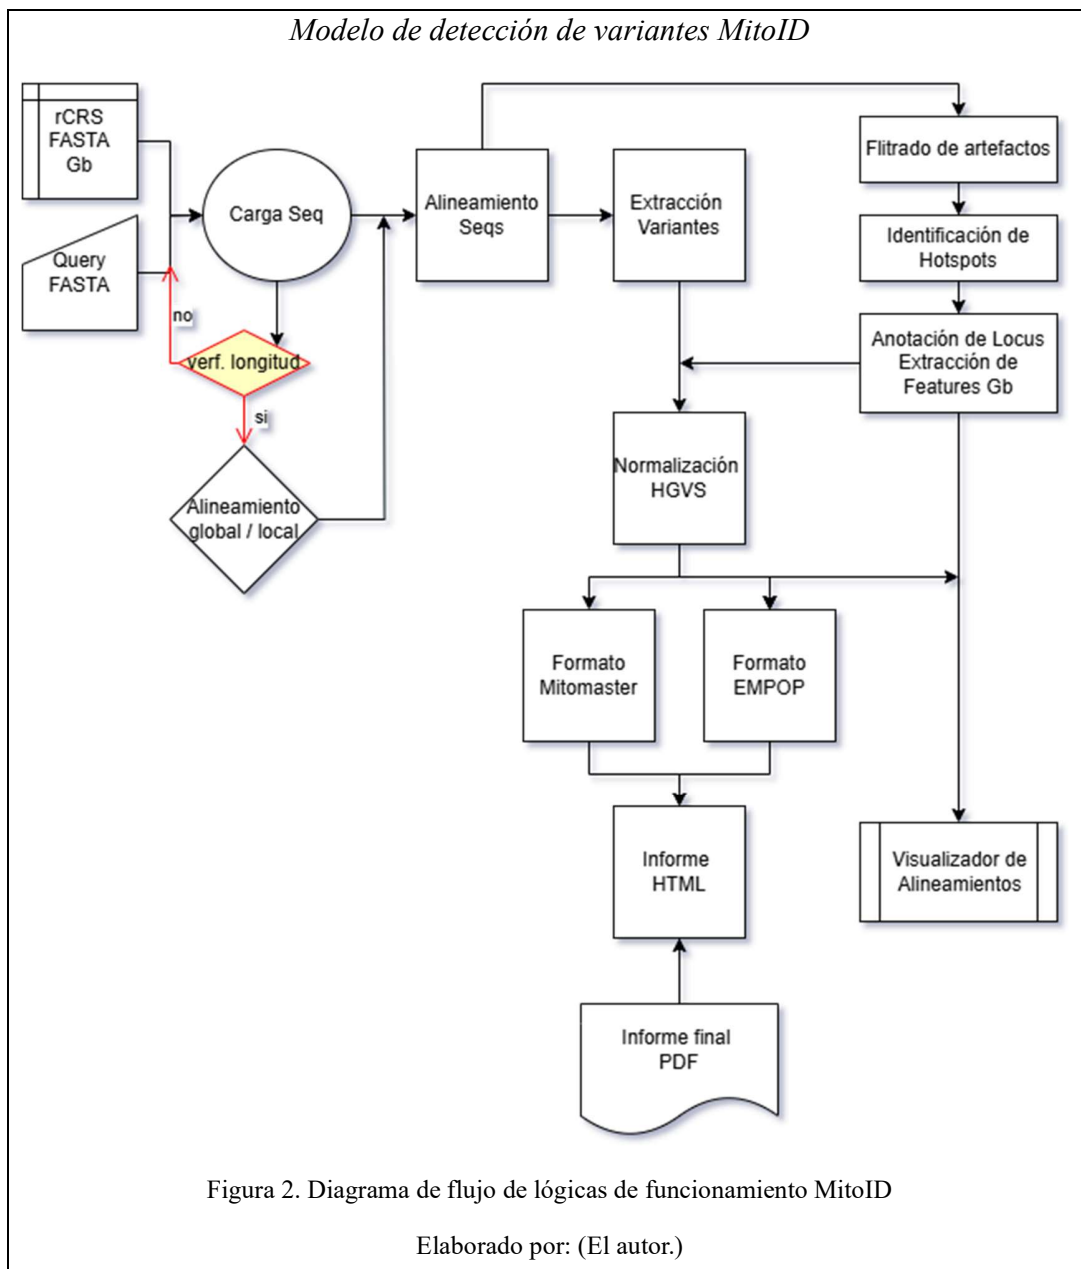 Modelo de detección de variantes MitoID
rCRS
FASTA
Gb
Query
FASTA
Carga Seq
no
verf. longitud
si
Alineamiento
global / local
Alineamiento
Seqs
Extracción
Variantes
Flitrado de artefactos
Identificación de
Hotspots
Anotación de Locus
Extracción de
Features Gb
Normalización
HGVS
Formato
Mitomaster
Formato
EMPOP
Informe
HTML
Visualizador de
Alineamientos
Informe final
PDF
Figura 2. Diagrama de flujo de lógicas de funcionamiento MitoID
Elaborado por: (El autor.)